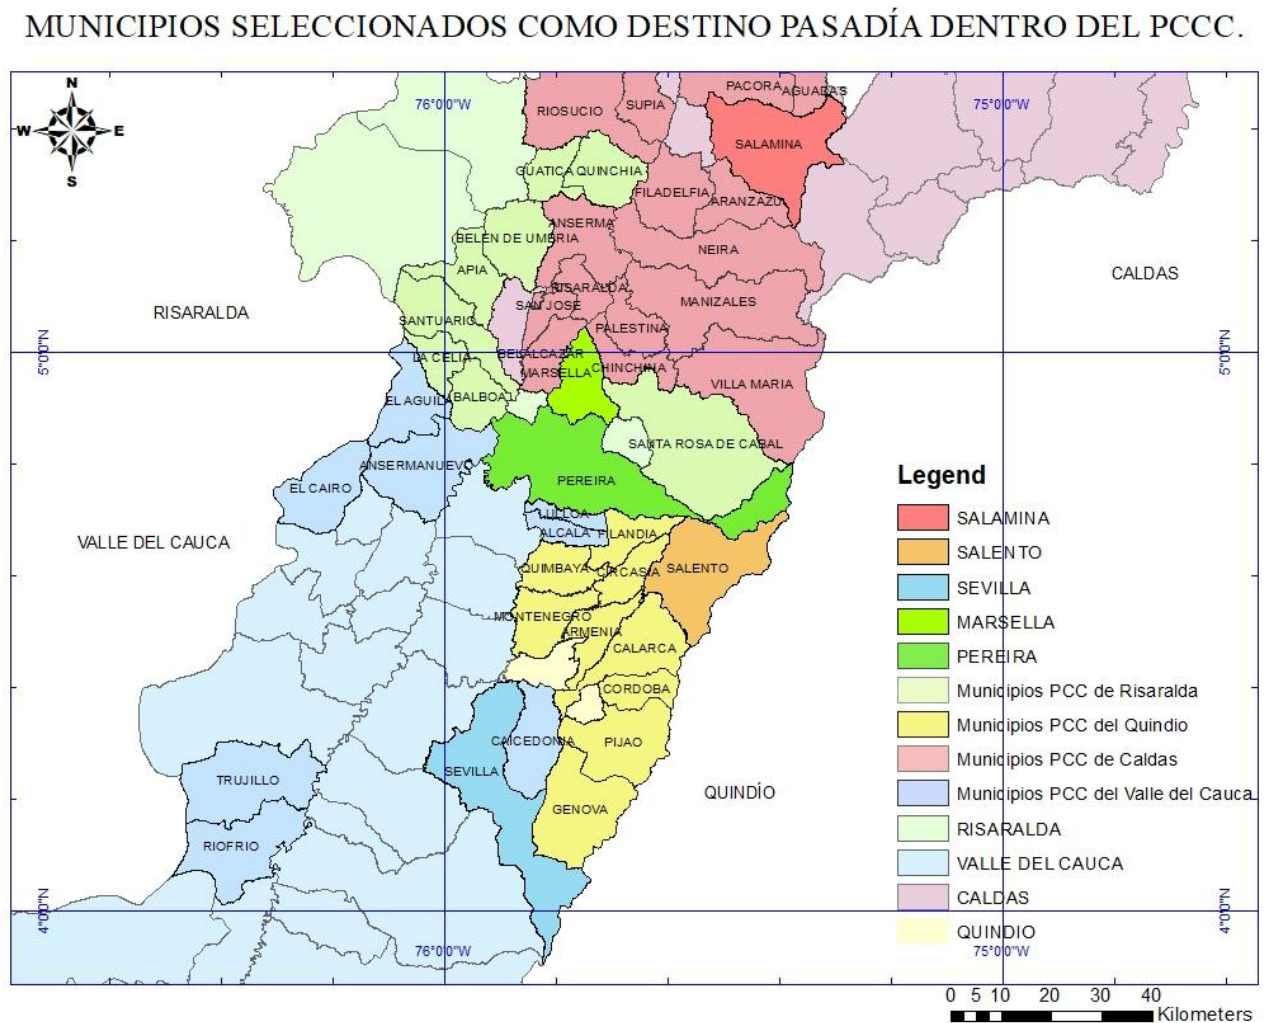 MUNICIPIOS SELECCIONADOS COMO DESTINO PASADÍA DENTRO DEL PCCC.
N
W E
S
76°0'0"W
75°0'0"W
RIOSUCIO
SUPIA
PACORA
AGUADAS
SALAMINA
GUATICA
QUINCHIA
FILADELFIA
ARANZAZU
ANSERMA
BELEN DE UMBRIA
NEIRA
APIA
CALDAS
RISARALDA
SAN JOSE
MANIZALES
RISARALDA
SANTUARIO
PALESTINA
5°0'0"N
5°0'0"N
LA CELIA
BELALCAZAR
MARSELLA
CHINCHINA
VILLA MARIA
EL AGUILA
BALBOA
SANTA ROSA DE CABAL
ANSERMANUEVO
PEREIRA
EL CAIRO
ULLOA
ALCALA
FILANDIA
VALLE DEL CAUCA
QUIMBAYA
CIRCASIA
SALENTO
MONTENEGRO
ARMENIA
CALARCA
CORDOBA
CAICEDONIA
PIJAO
SEVILLA
TRUJILLO
QUINDÍO
GENOVA
RIOFRIO
4°0'0"N
4°0'0"N
76°0'0"W
75°0'0"W
Legend
SALAMINA
SALENTO
SEVILLA
MARSELLA
PEREIRA
Municipios PCC de Risaralda
Municipios PCC del Quindio
Municipios PCC de Caldas
Municipios PCC del Valle del Cauca
RISARALDA
VALLE DEL CAUCA
CALDAS
QUINDIO
0 5 10 20 30 40
Kilometers